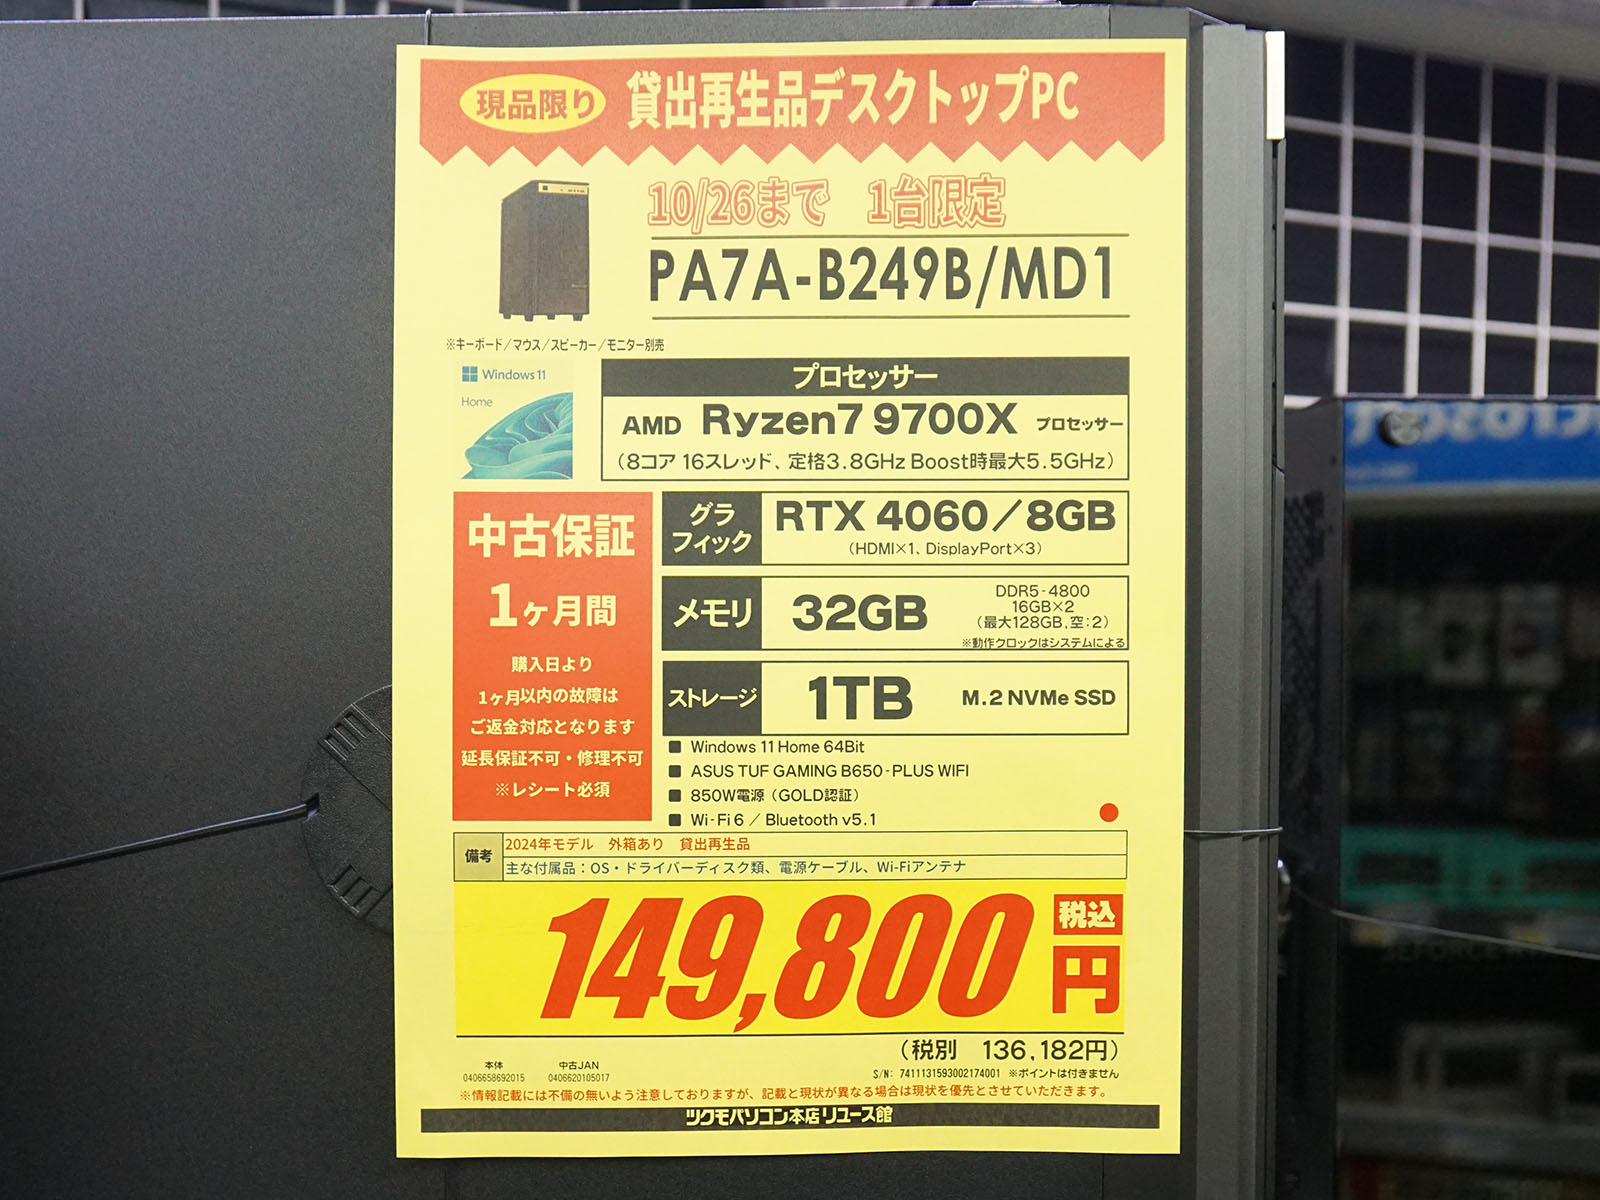 現品限り 貸出再生品デスクトップPC
10/26まで 1台限定
PA7A-B249B/MD1
※キーボード/マウス/スピーカー/モニター別売
Windows 11
Home
プロセッサー
AMD Ryzen7 9700X プロセッサー
(8コア 16スレッド、定格3.8GHz Boost時最大5.5GHz)
中古保証
1ヶ月間
購入日より
1ヶ月以内の故障は
ご返金対応となります
延長保証不可・修理不可
※レシート必須
グラフィック
RTX 4060/8GB
(HDMI×1、DisplayPort×3)
メモリ
32GB
DDR5-4800
16GB×2
(最大128GB,空:2)
※動作クロックはシステムによる
ストレージ
1TB
M.2 NVMe SSD
■ Windows 11 Home 64Bit
■ ASUS TUF GAMING B650-PLUS WIFI
■ 850W電源(GOLD認証)
■ Wi-Fi 6 / Bluetooth v5.1
備考
2024年モデル 外箱あり 貸出再生品
主な付属品:OS・ドライバーディスク類、電源ケーブル、Wi-Fiアンテナ
149,800
税込
円
(税別 136,182円)
本体
0406658692015
中古JAN
0406620105017
S/N: 7411131593002174001 ※ポイントは付きません
※情報記載には不備の無いよう注意しておりますが、記載と現状が異なる場合は現状を優先とさせていただきます。
ツクモパソコン本店リユース館